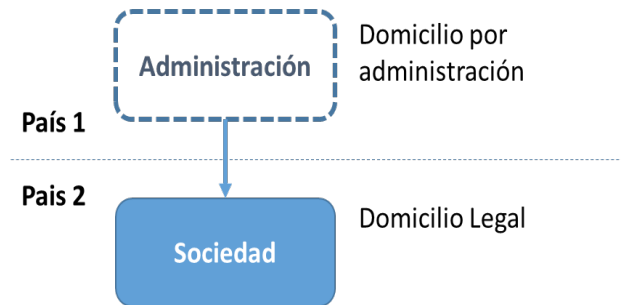 Administración
Domicilio por
administración
País 1
Pais 2
Sociedad
Domicilio Legal